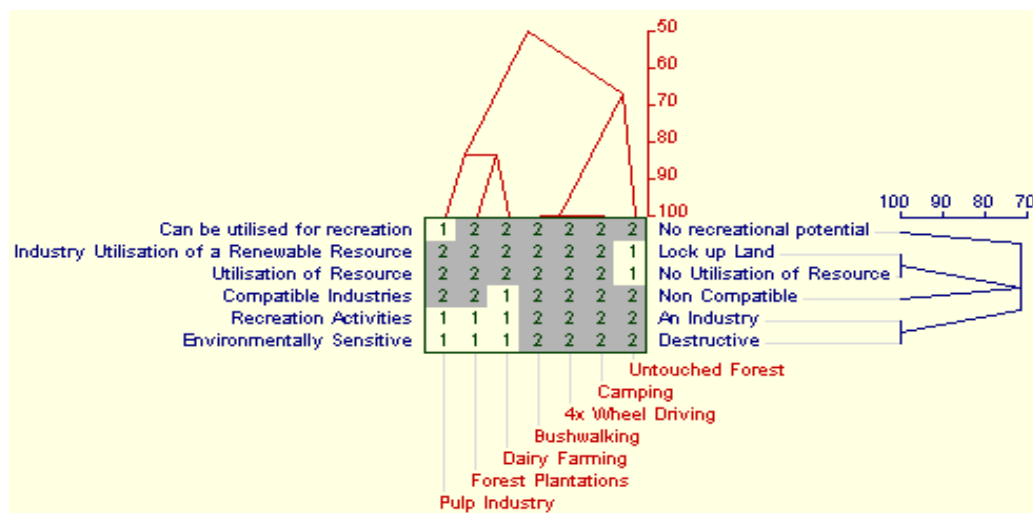 50
60
70
80
90
100
100 90 80 70
Can be utilised for recreation 1 2 2 2 2 2 2 No recreational potential
Industry Utilisation of a Renewable Resource 2 2 2 2 2 2 1 Lock up Land
Utilisation of Resource 2 2 2 2 2 2 1 No Utilisation of Resource
Compatible Industries 2 2 1 2 2 2 2 Non Compatible
Recreation Activities 1 1 1 2 2 2 2 An Industry
Environmentally Sensitive 1 1 1 2 2 2 2 Destructive
Untouched Forest
Camping
4x Wheel Driving
Bushwalking
Dairy Farming
Forest Plantations
Pulp Industry